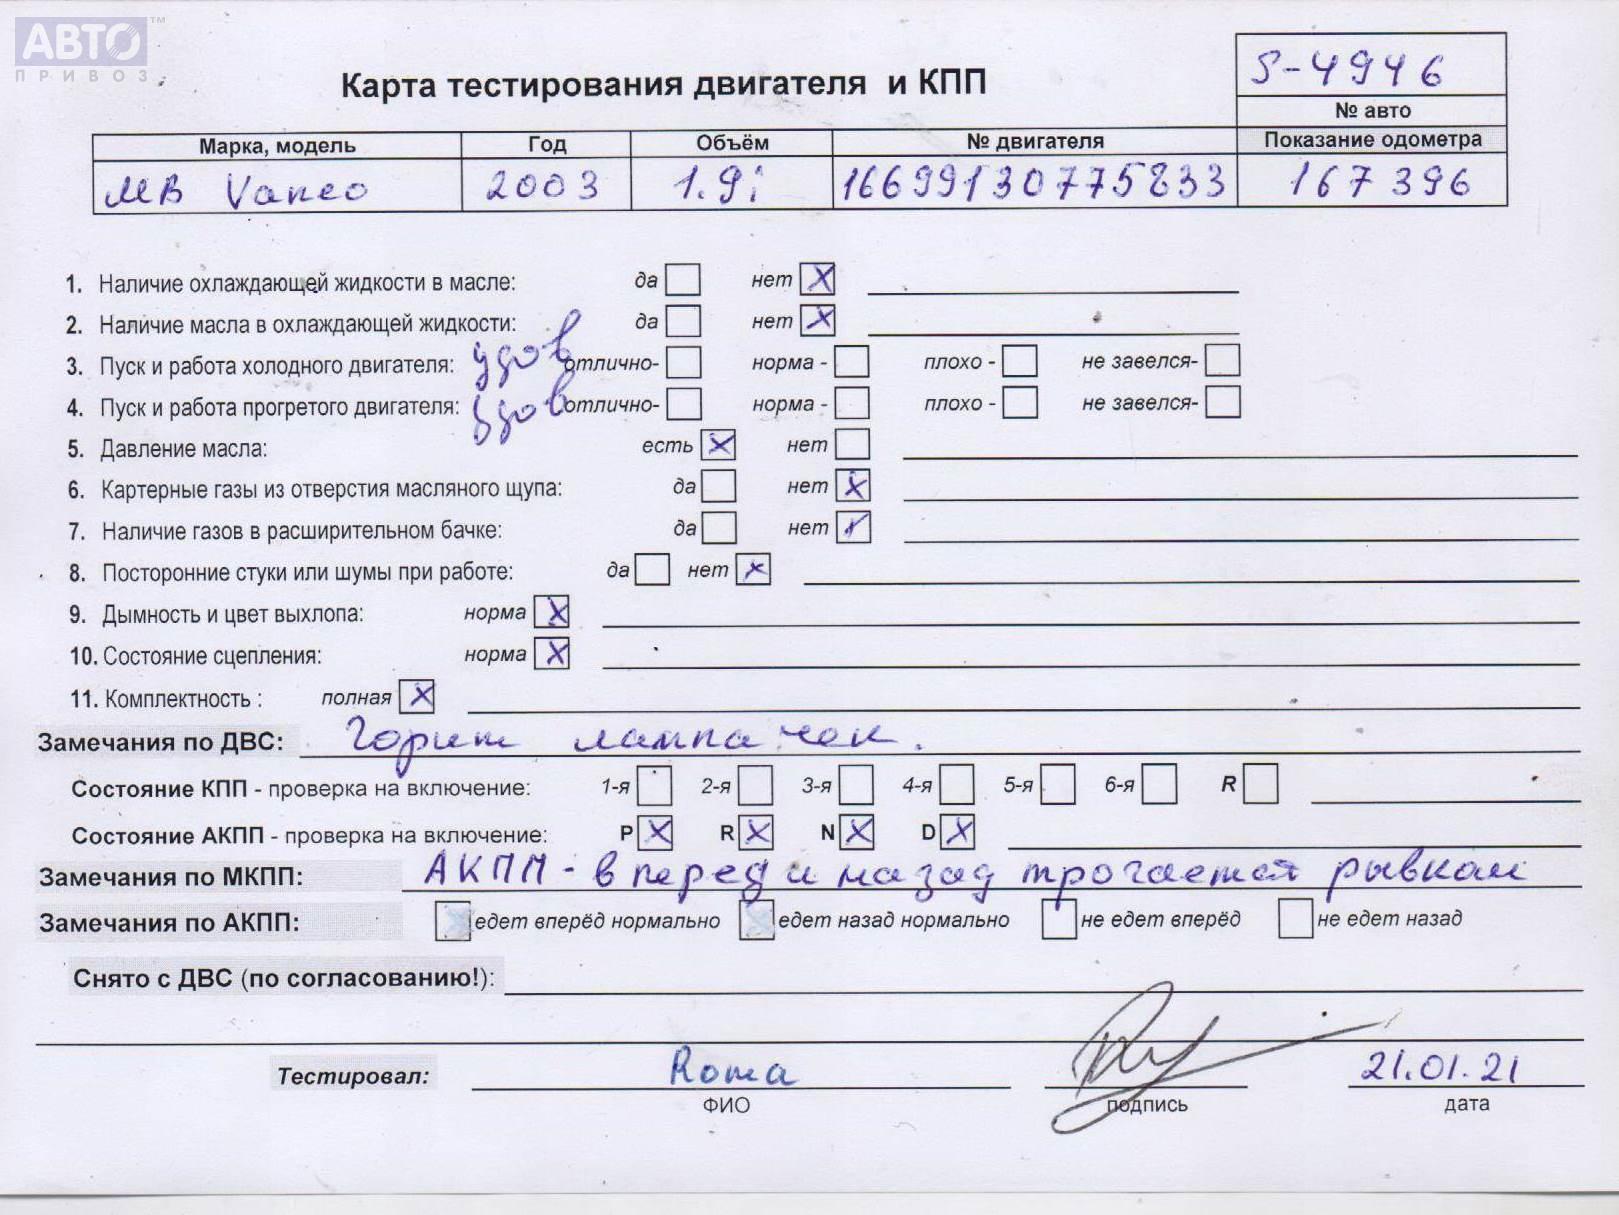 АВТО™
ПРИВОЗ
Карта тестирования двигателя и КПП
S-4946
№ авто
Марка, модель Год Объём № двигателя Показание одометра
MB Vaneo 2003 1.9i 16699130775833 167 396
1. Наличие охлаждающей жидкости в масле: да нет X
2. Наличие масла в охлаждающей жидкости: да нет X
3. Пуск и работа холодного двигателя: удов отлично- норма - плохо - не завелся-
4. Пуск и работа прогретого двигателя: удов отлично- норма - плохо - не завелся-
5. Давление масла: есть X нет
6. Картерные газы из отверстия масляного щупа: да нет X
7. Наличие газов в расширительном бачке: да нет X
8. Посторонние стуки или шумы при работе: да нет X
9. Дымность и цвет выхлопа: норма X
10. Состояние сцепления: норма X
11. Комплектность : полная X
Замечания по ДВС: Горит лампа чек.
Состояние КПП - проверка на включение: 1-я 2-я 3-я 4-я 5-я 6-я R
Состояние АКПП - проверка на включение: P X R X N X D X
Замечания по МКПП: АКПП - вперед и назад трогается рывком
Замечания по АКПП: едет вперёд нормально едет назад нормально не едет вперёд не едет назад
Снято с ДВС (по согласованию!):
Тестировал: Roma 21.01.21
ФИО подпись дата